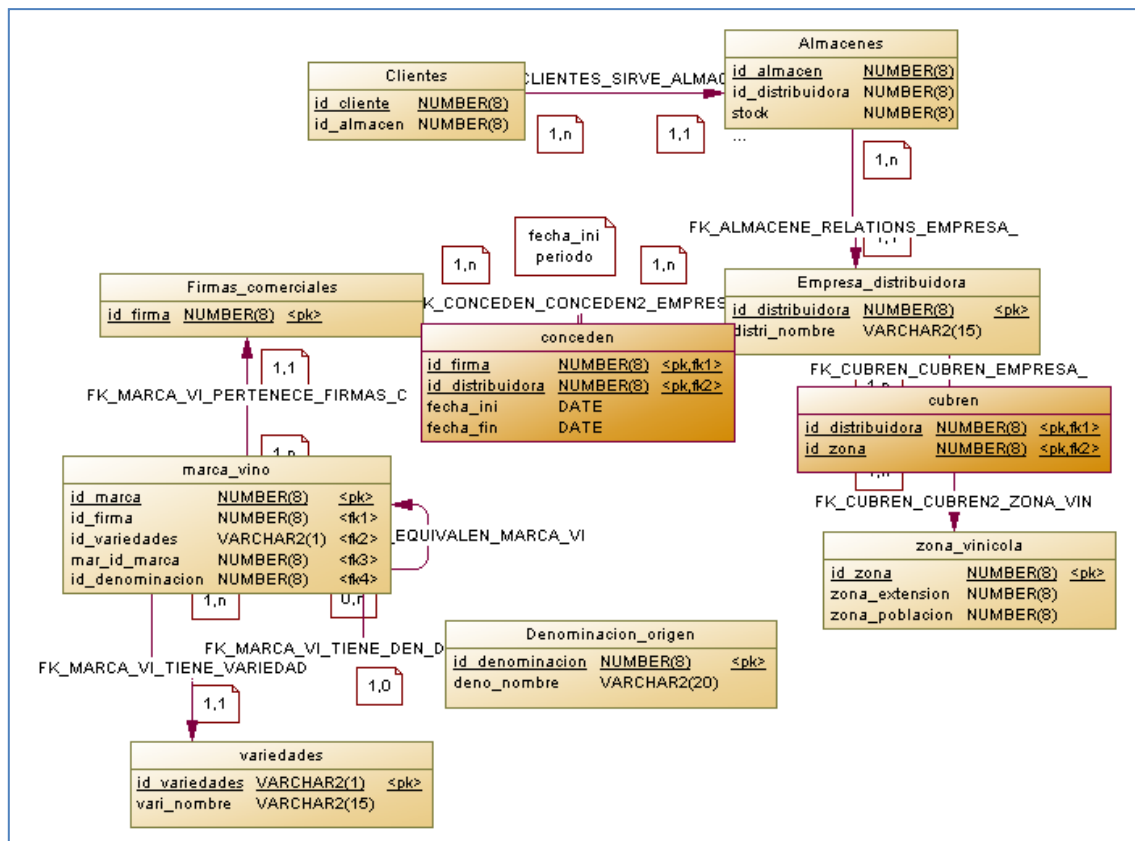 Almacenes
id_almacen NUMBER(8)
id_distribuidora NUMBER(8)
stock NUMBER(8)
...
Clientes
id_cliente NUMBER(8)
id_almacen NUMBER(8)
CLIENTES_SIRVE_ALMAC
1,n
1,1
1,n
FK_ALMACENE_RELATIONS_EMPRESA_
fecha_ini
periodo
1,n
1,n
Firmas_comerciales
id_firma NUMBER(8) <pk>
K_CONCEDEN_CONCEDEN2_EMPRES
Empresa_distribuidora
id_distribuidora NUMBER(8) <pk>
distri_nombre VARCHAR2(15)
conceden
id_firma NUMBER(8) <pk,fk1>
id_distribuidora NUMBER(8) <pk,fk2>
fecha_ini DATE
fecha_fin DATE
1,1
FK_MARCA_VI_PERTENECE_FIRMAS_C
1,n
FK_CUBREN_CUBREN_EMPRESA_
1,n
cubren
id_distribuidora NUMBER(8) <pk,fk1>
id_zona NUMBER(8) <pk,fk2>
1,n
FK_CUBREN_CUBREN2_ZONA_VIN
marca_vino
id_marca NUMBER(8) <pk>
id_firma NUMBER(8) <fk1>
id_variedades VARCHAR2(1) <fk2>
mar_id_marca NUMBER(8) <fk3>
id_denominacion NUMBER(8) <fk4>
_EQUIVALEN_MARCA_VI
zona_vinicola
id_zona NUMBER(8) <pk>
zona_extension NUMBER(8)
zona_poblacion NUMBER(8)
1,n
0,n
FK_MARCA_VI_TIENE_DEN_D
FK_MARCA_VI_TIENE_VARIEDAD
Denominacion_origen
id_denominacion NUMBER(8) <pk>
deno_nombre VARCHAR2(20)
1,0
1,1
variedades
id_variedades VARCHAR2(1) <pk>
vari_nombre VARCHAR2(15)